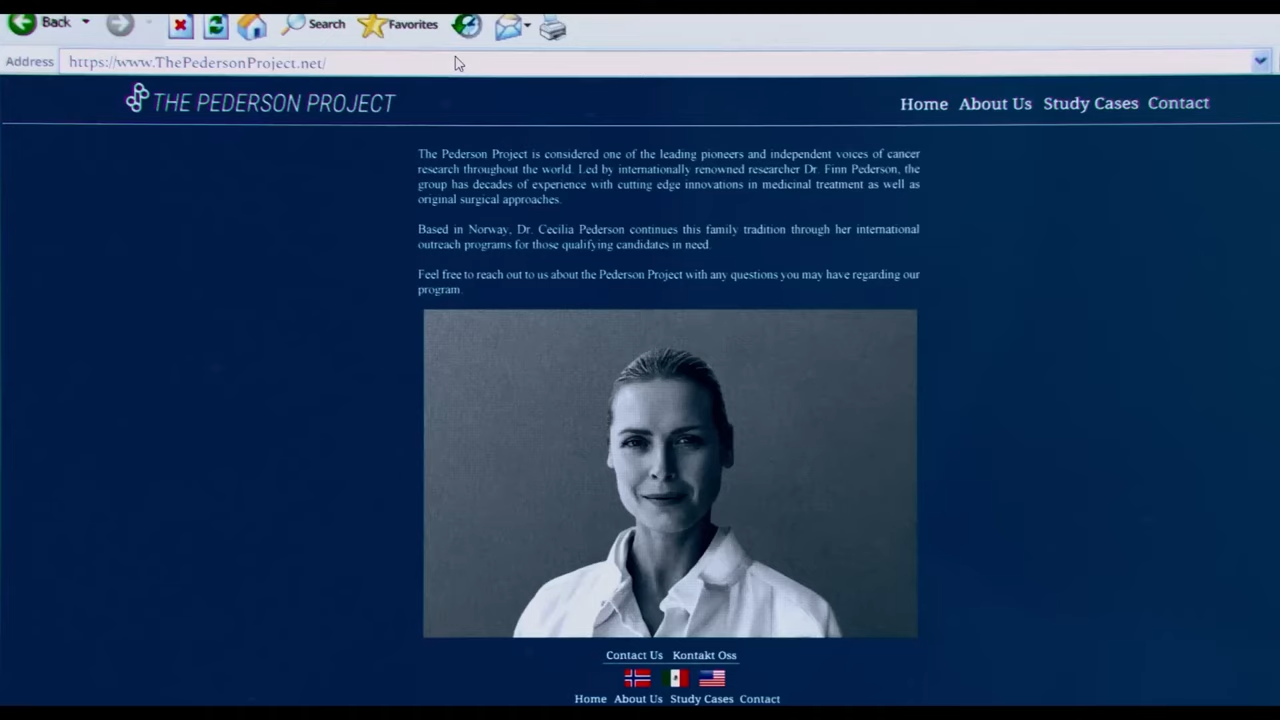 Back
Search
Favorites
Address
https://www.ThePedersonProject.net/
THE PEDERSON PROJECT
Home About Us Study Cases Contact
The Pederson Project is considered one of the leading pioneers and independent voices of cancer
research throughout the world. Led by internationally renowned researcher Dr. Finn Pederson, the
group has decades of experience with cutting edge innovations in medicinal treatment as well as
original surgical approaches.
Based in Norway, Dr. Cecilia Pederson continues this family tradition through her international
outreach programs for those qualifying candidates in need.
Feel free to reach out to us about the Pederson Project with any questions you may have regarding our
program.
Contact Us Kontakt Oss
Home About Us Study Cases Contact